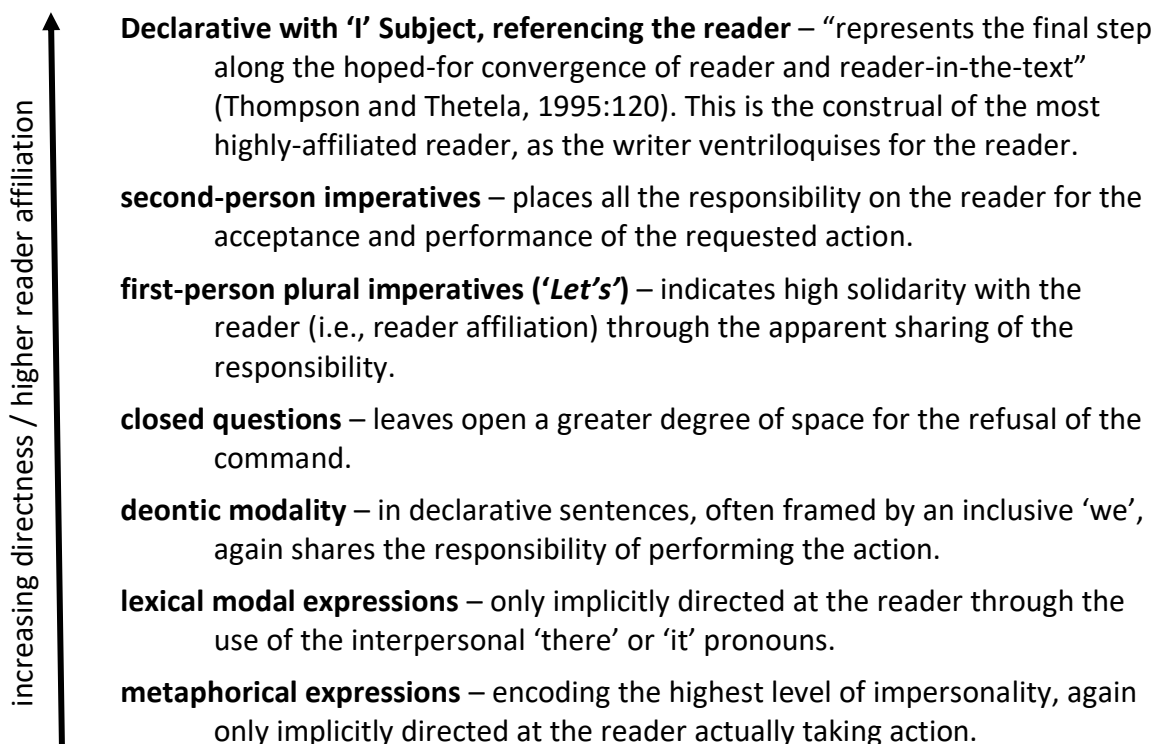 increasing directness / higher reader affiliation
Declarative with ‘I’ Subject, referencing the reader – “represents the final step
along the hoped-for convergence of reader and reader-in-the-text”
(Thompson and Thetela, 1995:120). This is the construal of the most
highly-affiliated reader, as the writer ventriloquises for the reader.
second-person imperatives – places all the responsibility on the reader for the
acceptance and performance of the requested action.
first-person plural imperatives (‘Let’s’) – indicates high solidarity with the
reader (i.e., reader affiliation) through the apparent sharing of the
responsibility.
closed questions – leaves open a greater degree of space for the refusal of the
command.
deontic modality – in declarative sentences, often framed by an inclusive ‘we’,
again shares the responsibility of performing the action.
lexical modal expressions – only implicitly directed at the reader through the
use of the interpersonal ‘there’ or ‘it’ pronouns.
metaphorical expressions – encoding the highest level of impersonality, again
only implicitly directed at the reader actually taking action.